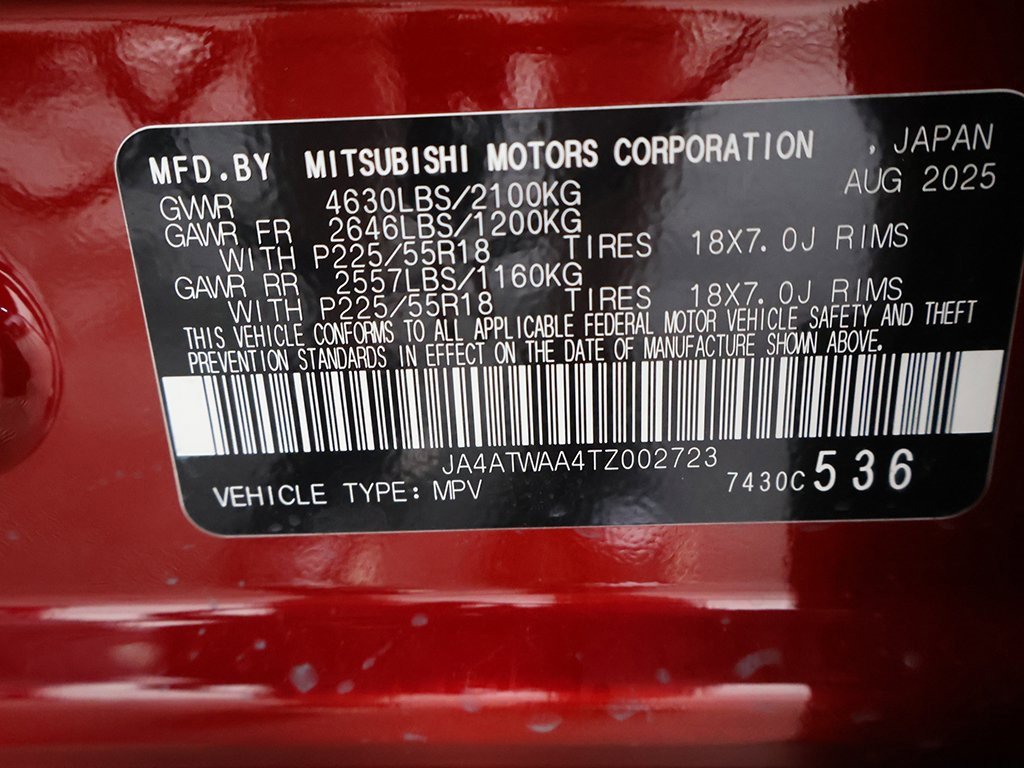 MFD.BY MITSUBISHI MOTORS CORPORATION , JAPAN
AUG 2025
GVWR 4630LBS/2100KG
GAWR FR 2646LBS/1200KG
WITH P225/55R18 TIRES 18X7.0J RIMS
GAWR RR 2557LBS/1160KG
WITH P225/55R18 TIRES 18X7.0J RIMS
THIS VEHICLE CONFORMS TO ALL APPLICABLE FEDERAL MOTOR VEHICLE SAFETY AND THEFT
PREVENTION STANDARDS IN EFFECT ON THE DATE OF MANUFACTURE SHOWN ABOVE.
JA4ATWAA4TZ002723
VEHICLE TYPE: MPV 7430C 536